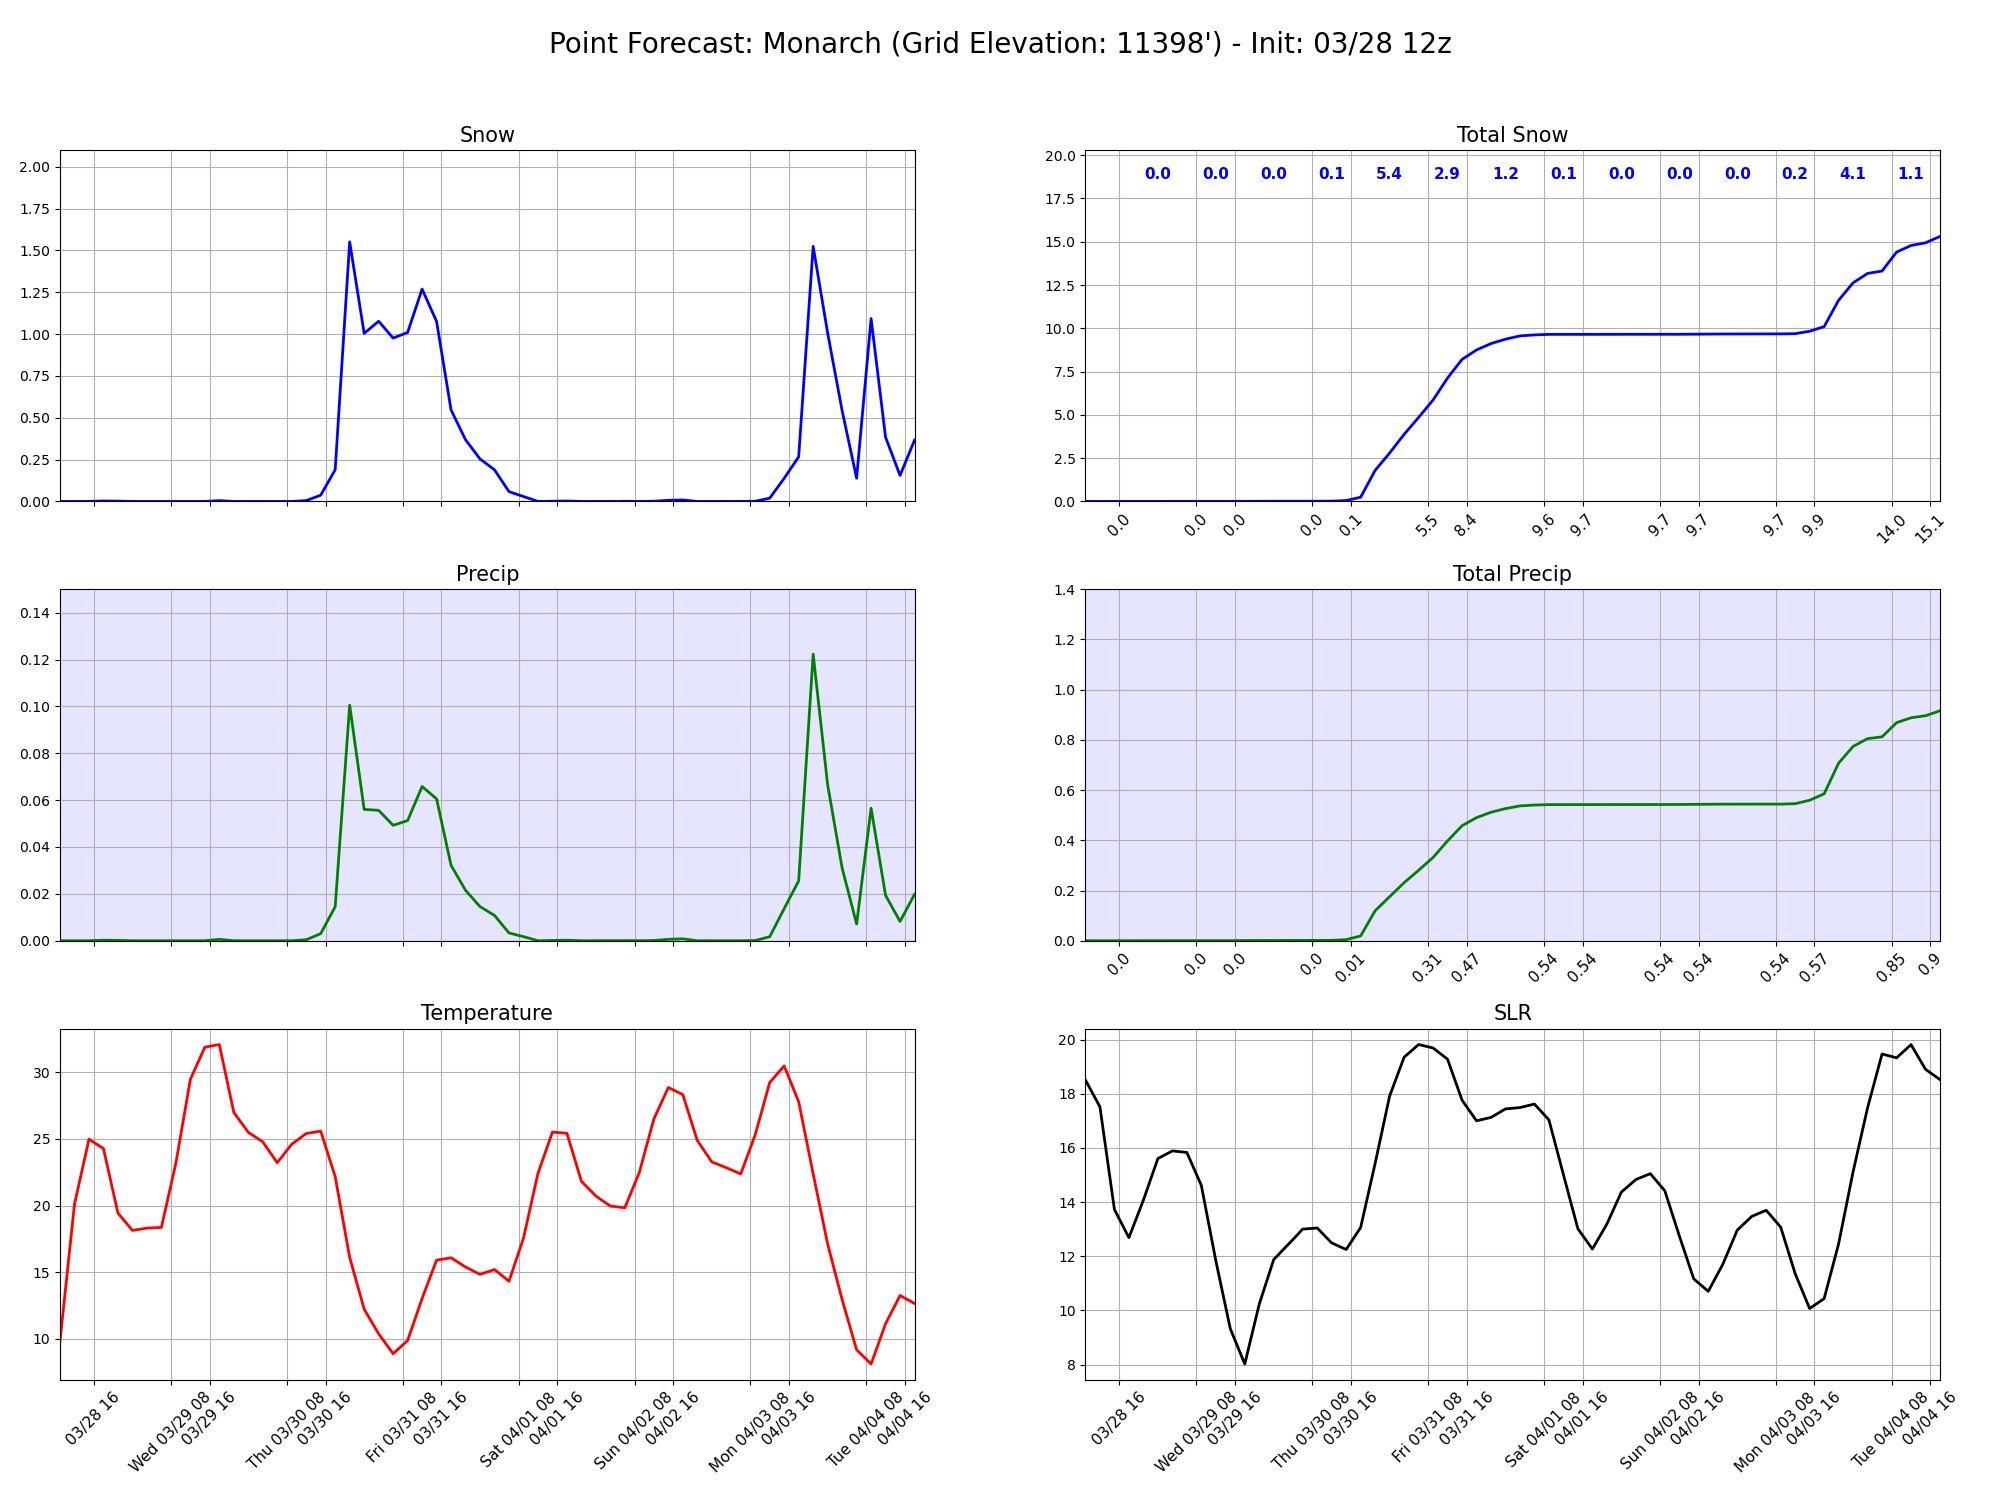 Point Forecast: Monarch (Grid Elevation: 11398') - Init: 03/28 12z
Snow
2.00
1.75
1.50
1.25
1.00
0.75
0.50
0.25
0.00
Total Snow
20.0
17.5
15.0
12.5
10.0
7.5
5.0
2.5
0.0
0.0 0.0 0.0 0.1 5.4 2.9 1.2 0.1 0.0 0.0 0.0 0.2 4.1 1.1
0.0 0.0 0.0 0.0 0.1 5.5 8.4 9.6 9.7 9.7 9.7 9.7 9.9 14.0 15.1
Precip
0.14
0.12
0.10
0.08
0.06
0.04
0.02
0.00
Total Precip
1.4
1.2
1.0
0.8
0.6
0.4
0.2
0.0
0.0 0.0 0.0 0.0 0.01 0.31 0.47 0.54 0.54 0.54 0.54 0.54 0.57 0.85 0.9
Temperature
30
25
20
15
10
03/28 16
Wed 03/29 08
03/29 16
Thu 03/30 08
03/30 16
Fri 03/31 08
03/31 16
Sat 04/01 08
04/01 16
Sun 04/02 08
04/02 16
Mon 04/03 08
04/03 16
Tue 04/04 08
04/04 16
SLR
20
18
16
14
12
10
8
03/28 16
Wed 03/29 08
03/29 16
Thu 03/30 08
03/30 16
Fri 03/31 08
03/31 16
Sat 04/01 08
04/01 16
Sun 04/02 08
04/02 16
Mon 04/03 08
04/03 16
Tue 04/04 08
04/04 16